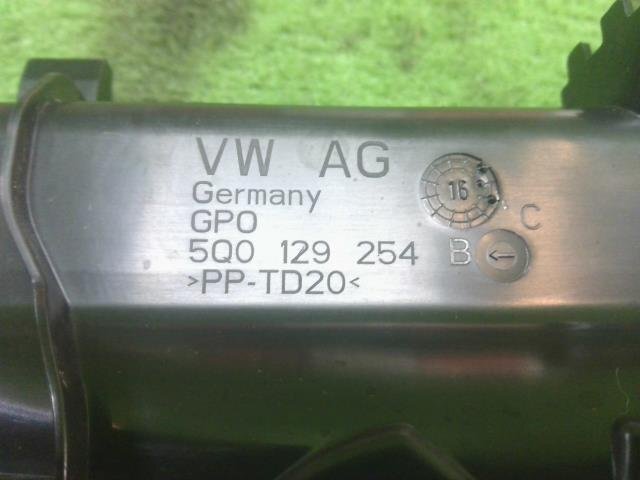 VW AG
Germany
GPO
5Q0 129 254
>PP-TD20<
16
C
B